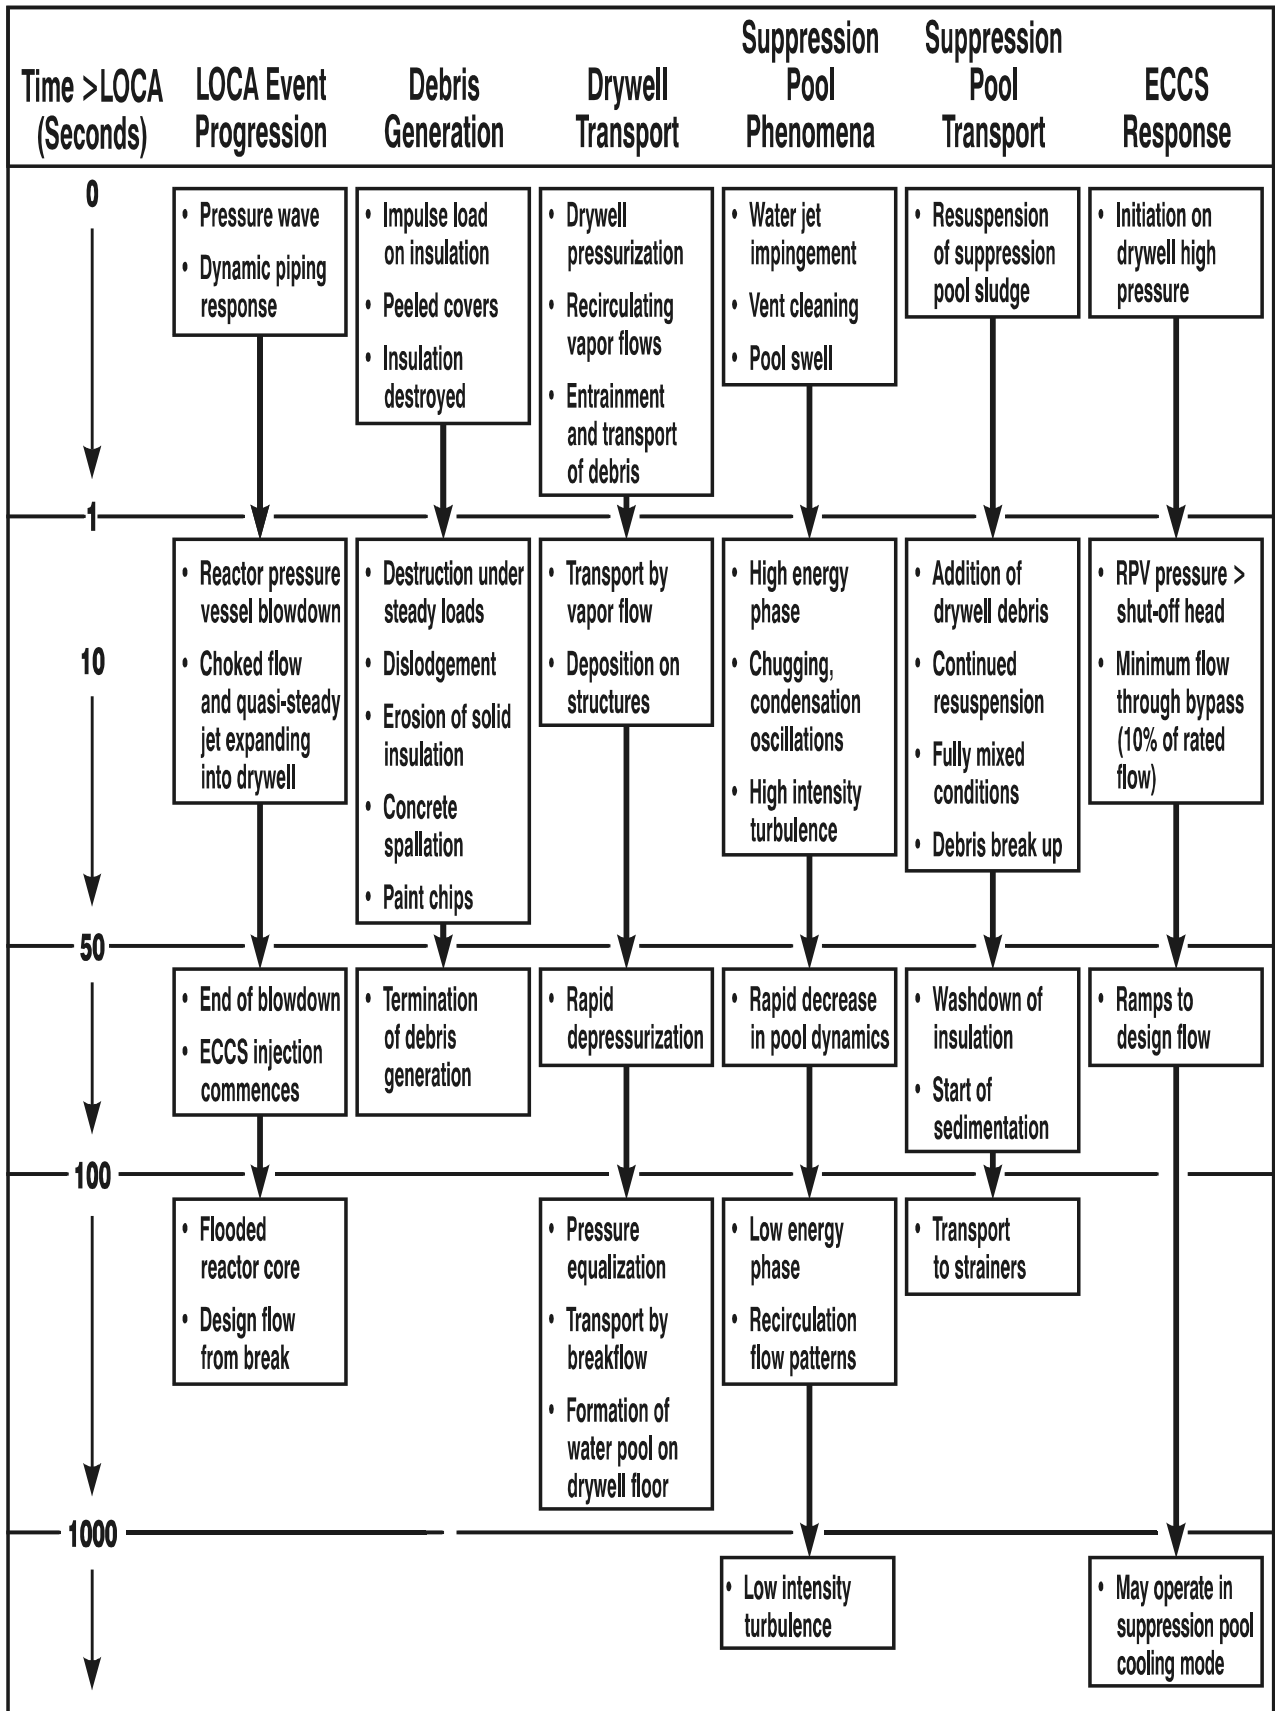 Time >LOCA
(Seconds)
LOCA Event
Progression
Debris
Generation
Drywell
Transport
Suppression
Pool
Phenomena
Suppression
Pool
Transport
ECCS
Response
0
• Pressure wave
• Dynamic piping
response
• Impulse load
on insulation
• Peeled covers
• Insulation
destroyed
• Drywell
pressurization
• Recirculating
vapor flows
• Entrainment
and transport
of debris
• Water jet
impingement
• Vent cleaning
• Pool swell
• Resuspension
of suppression
pool sludge
• Initiation on
drywell high
pressure
1
10
• Reactor pressure
vessel blowdown
• Choked flow
and quasi-steady
jet expanding
into drywell
• Destruction under
steady loads
• Dislodgement
• Erosion of solid
insulation
• Concrete
spallation
• Paint chips
• Transport by
vapor flow
• Deposition on
structures
• High energy
phase
• Chugging,
condensation
oscillations
• High intensity
turbulence
• Addition of
drywell debris
• Continued
resuspension
• Fully mixed
conditions
• Debris break up
• RPV pressure >
shut-off head
• Minimum flow
through bypass
(10% of rated
flow)
50
• End of blowdown
• ECCS injection
commences
• Termination
of debris
generation
• Rapid
depressurization
• Rapid decrease
in pool dynamics
• Washdown of
insulation
• Start of
sedimentation
• Ramps to
design flow
100
• Flooded
reactor core
• Design flow
from break
• Pressure
equalization
• Transport by
breakflow
• Formation of
water pool on
drywell floor
• Low energy
phase
• Recirculation
flow patterns
• Transport
to strainers
1000
• Low intensity
turbulence
• May operate in
suppression pool
cooling mode